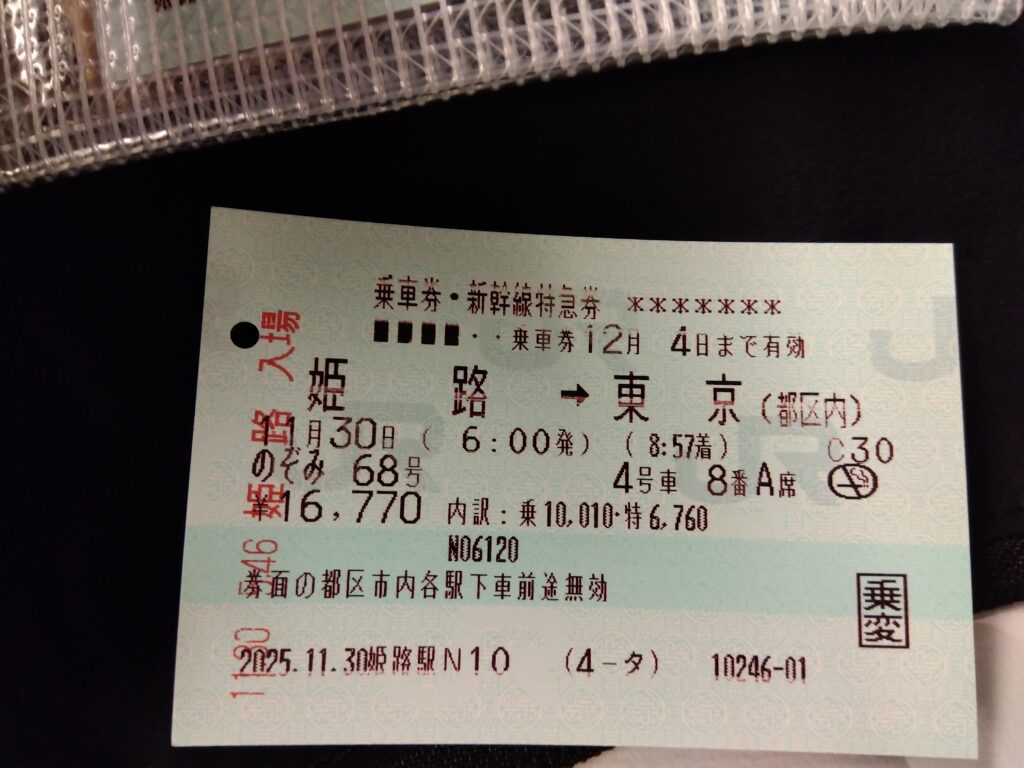 乗車券・新幹線特急券 *******
■■■■・・乗車券12月 4日まで有効
姫 路 → 東 京 (都区内)
11月30日 ( 6:00発) ( 8:57着) C30
のぞみ 68号 4号車 8番A席
¥16,770 内訳:乗10,010・特6,760
N06120
券面の都区市内各駅下車前途無効
乗変
2025.11.30姫路駅N10 (4-タ) 10246-01
11.30 5:46 姫路 入場
JR